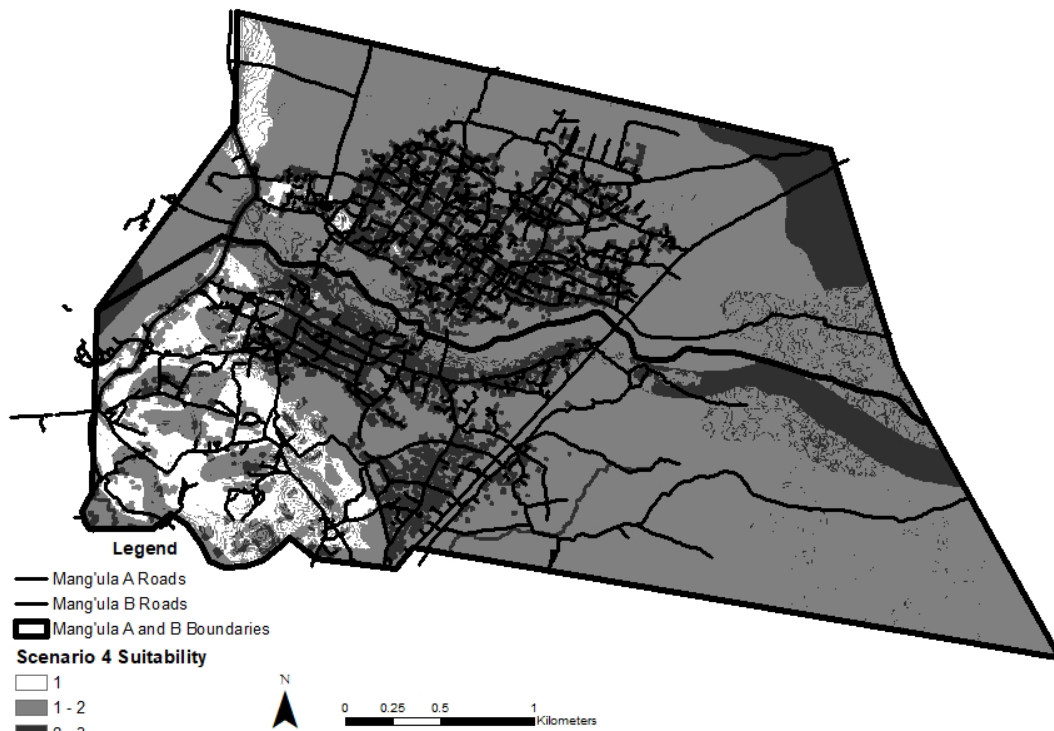 Legend
Mang'ula A Roads
Mang'ula B Roads
Mang'ula A and B Boundaries
Scenario 4 Suitability
1
1 - 2
N
0 0.25 0.5 1
Kilometers